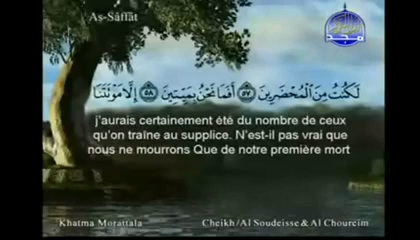 As-Sâffât
لَكُنتُ مِنَ الْمُحْضَرِينَ ﴿٥٧﴾ أَفَمَا نَحْنُ بِمَيِّتِينَ ﴿٥٨﴾ إِلَّا مَوْتَتَنَا
j'aurais certainement été du nombre de ceux
qu'on traîne au supplice. N'est-il pas vrai que
nous ne mourrons Que de notre première mort
Khatma Morattala
Cheikh/Al Soudeisse & Al Choureim